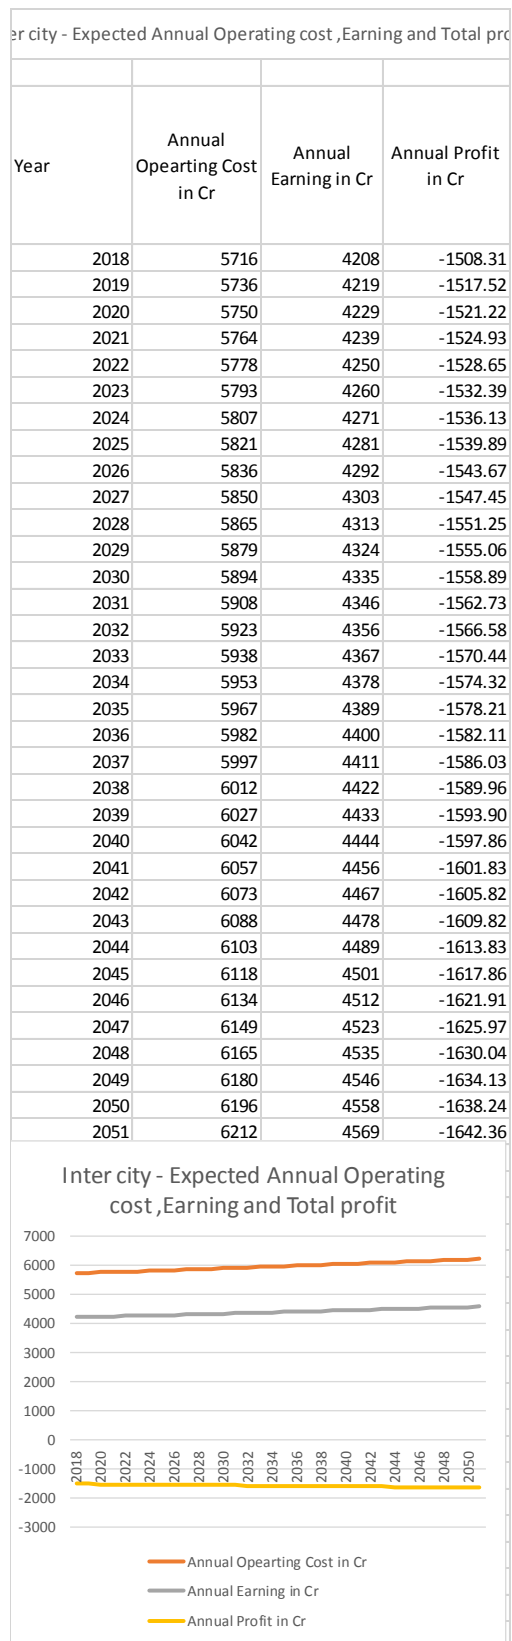 er city - Expected Annual Operating cost ,Earning and Total pro
Year Annual Opearting Cost in Cr Annual Earning in Cr Annual Profit in Cr
2018 5716 4208 -1508.31
2019 5736 4219 -1517.52
2020 5750 4229 -1521.22
2021 5764 4239 -1524.93
2022 5778 4250 -1528.65
2023 5793 4260 -1532.39
2024 5807 4271 -1536.13
2025 5821 4281 -1539.89
2026 5836 4292 -1543.67
2027 5850 4303 -1547.45
2028 5865 4313 -1551.25
2029 5879 4324 -1555.06
2030 5894 4335 -1558.89
2031 5908 4346 -1562.73
2032 5923 4356 -1566.58
2033 5938 4367 -1570.44
2034 5953 4378 -1574.32
2035 5967 4389 -1578.21
2036 5982 4400 -1582.11
2037 5997 4411 -1586.03
2038 6012 4422 -1589.96
2039 6027 4433 -1593.90
2040 6042 4444 -1597.86
2041 6057 4456 -1601.83
2042 6073 4467 -1605.82
2043 6088 4478 -1609.82
2044 6103 4489 -1613.83
2045 6118 4501 -1617.86
2046 6134 4512 -1621.91
2047 6149 4523 -1625.97
2048 6165 4535 -1630.04
2049 6180 4546 -1634.13
2050 6196 4558 -1638.24
2051 6212 4569 -1642.36
Inter city - Expected Annual Operating
cost ,Earning and Total profit
7000
6000
5000
4000
3000
2000
1000
0
-1000
-2000
-3000
2018 2020 2022 2024 2026 2028 2030 2032 2034 2036 2038 2040 2042 2044 2046 2048 2050
Annual Opearting Cost in Cr
Annual Earning in Cr
Annual Profit in Cr